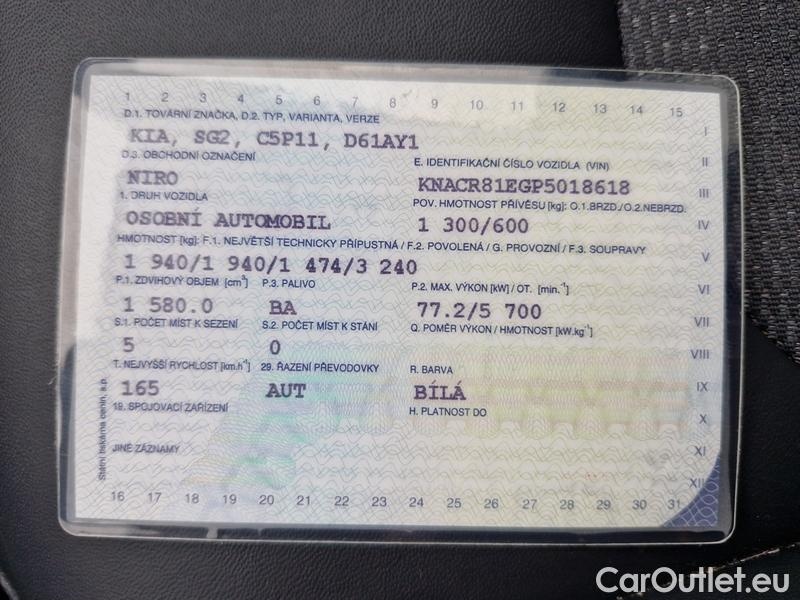 1 2 3 4 5 6 7 8 9 10 11 12 13 14 15
D.1. TOVÁRNÍ ZNAČKA, D.2. TYP, VARIANTA, VERZE
KIA, SG2, C5P11, D61AY1
I
D.3. OBCHODNÍ OZNAČENÍ E. IDENTIFIKAČNÍ ČÍSLO VOZIDLA (VIN)
II
NIRO KNACR81EGP5018618
III
1. DRUH VOZIDLA POV. HMOTNOST PŘÍVĚSU [kg]: O.1.BRZD./O.2.NEBRZD.
OSOBNÍ AUTOMOBIL 1 300/600
IV
HMOTNOST [kg]: F.1. NEJVĚTŠÍ TECHNICKY PŘÍPUSTNÁ / F.2. POVOLENÁ / G. PROVOZNÍ / F.3. SOUPRAVY
V
1 940/1 940/1 474/3 240
P.1. ZDVIHOVÝ OBJEM [cm³] P.3. PALIVO P.2. MAX. VÝKON [kW] / OT. [min.⁻¹]
VI
1 580.0 BA 77.2/5 700
VII
S.1. POČET MÍST K SEZENÍ S.2. POČET MÍST K STÁNÍ Q. POMĚR VÝKON / HMOTNOST [kW.kg⁻¹]
5 0
VIII
T. NEJVYŠŠÍ RYCHLOST [km.h⁻¹] 29. ŘAZENÍ PŘEVODOVKY R. BARVA
165 AUT BÍLÁ
IX
19. SPOJOVACÍ ZAŘÍZENÍ H. PLATNOST DO
X
JINÉ ZÁZNAMY
XI
XII
Státní tiskárna cenin, s.p.
16 17 18 19 20 21 22 23 24 25 26 27 28 29 30 31
CarOutlet.eu